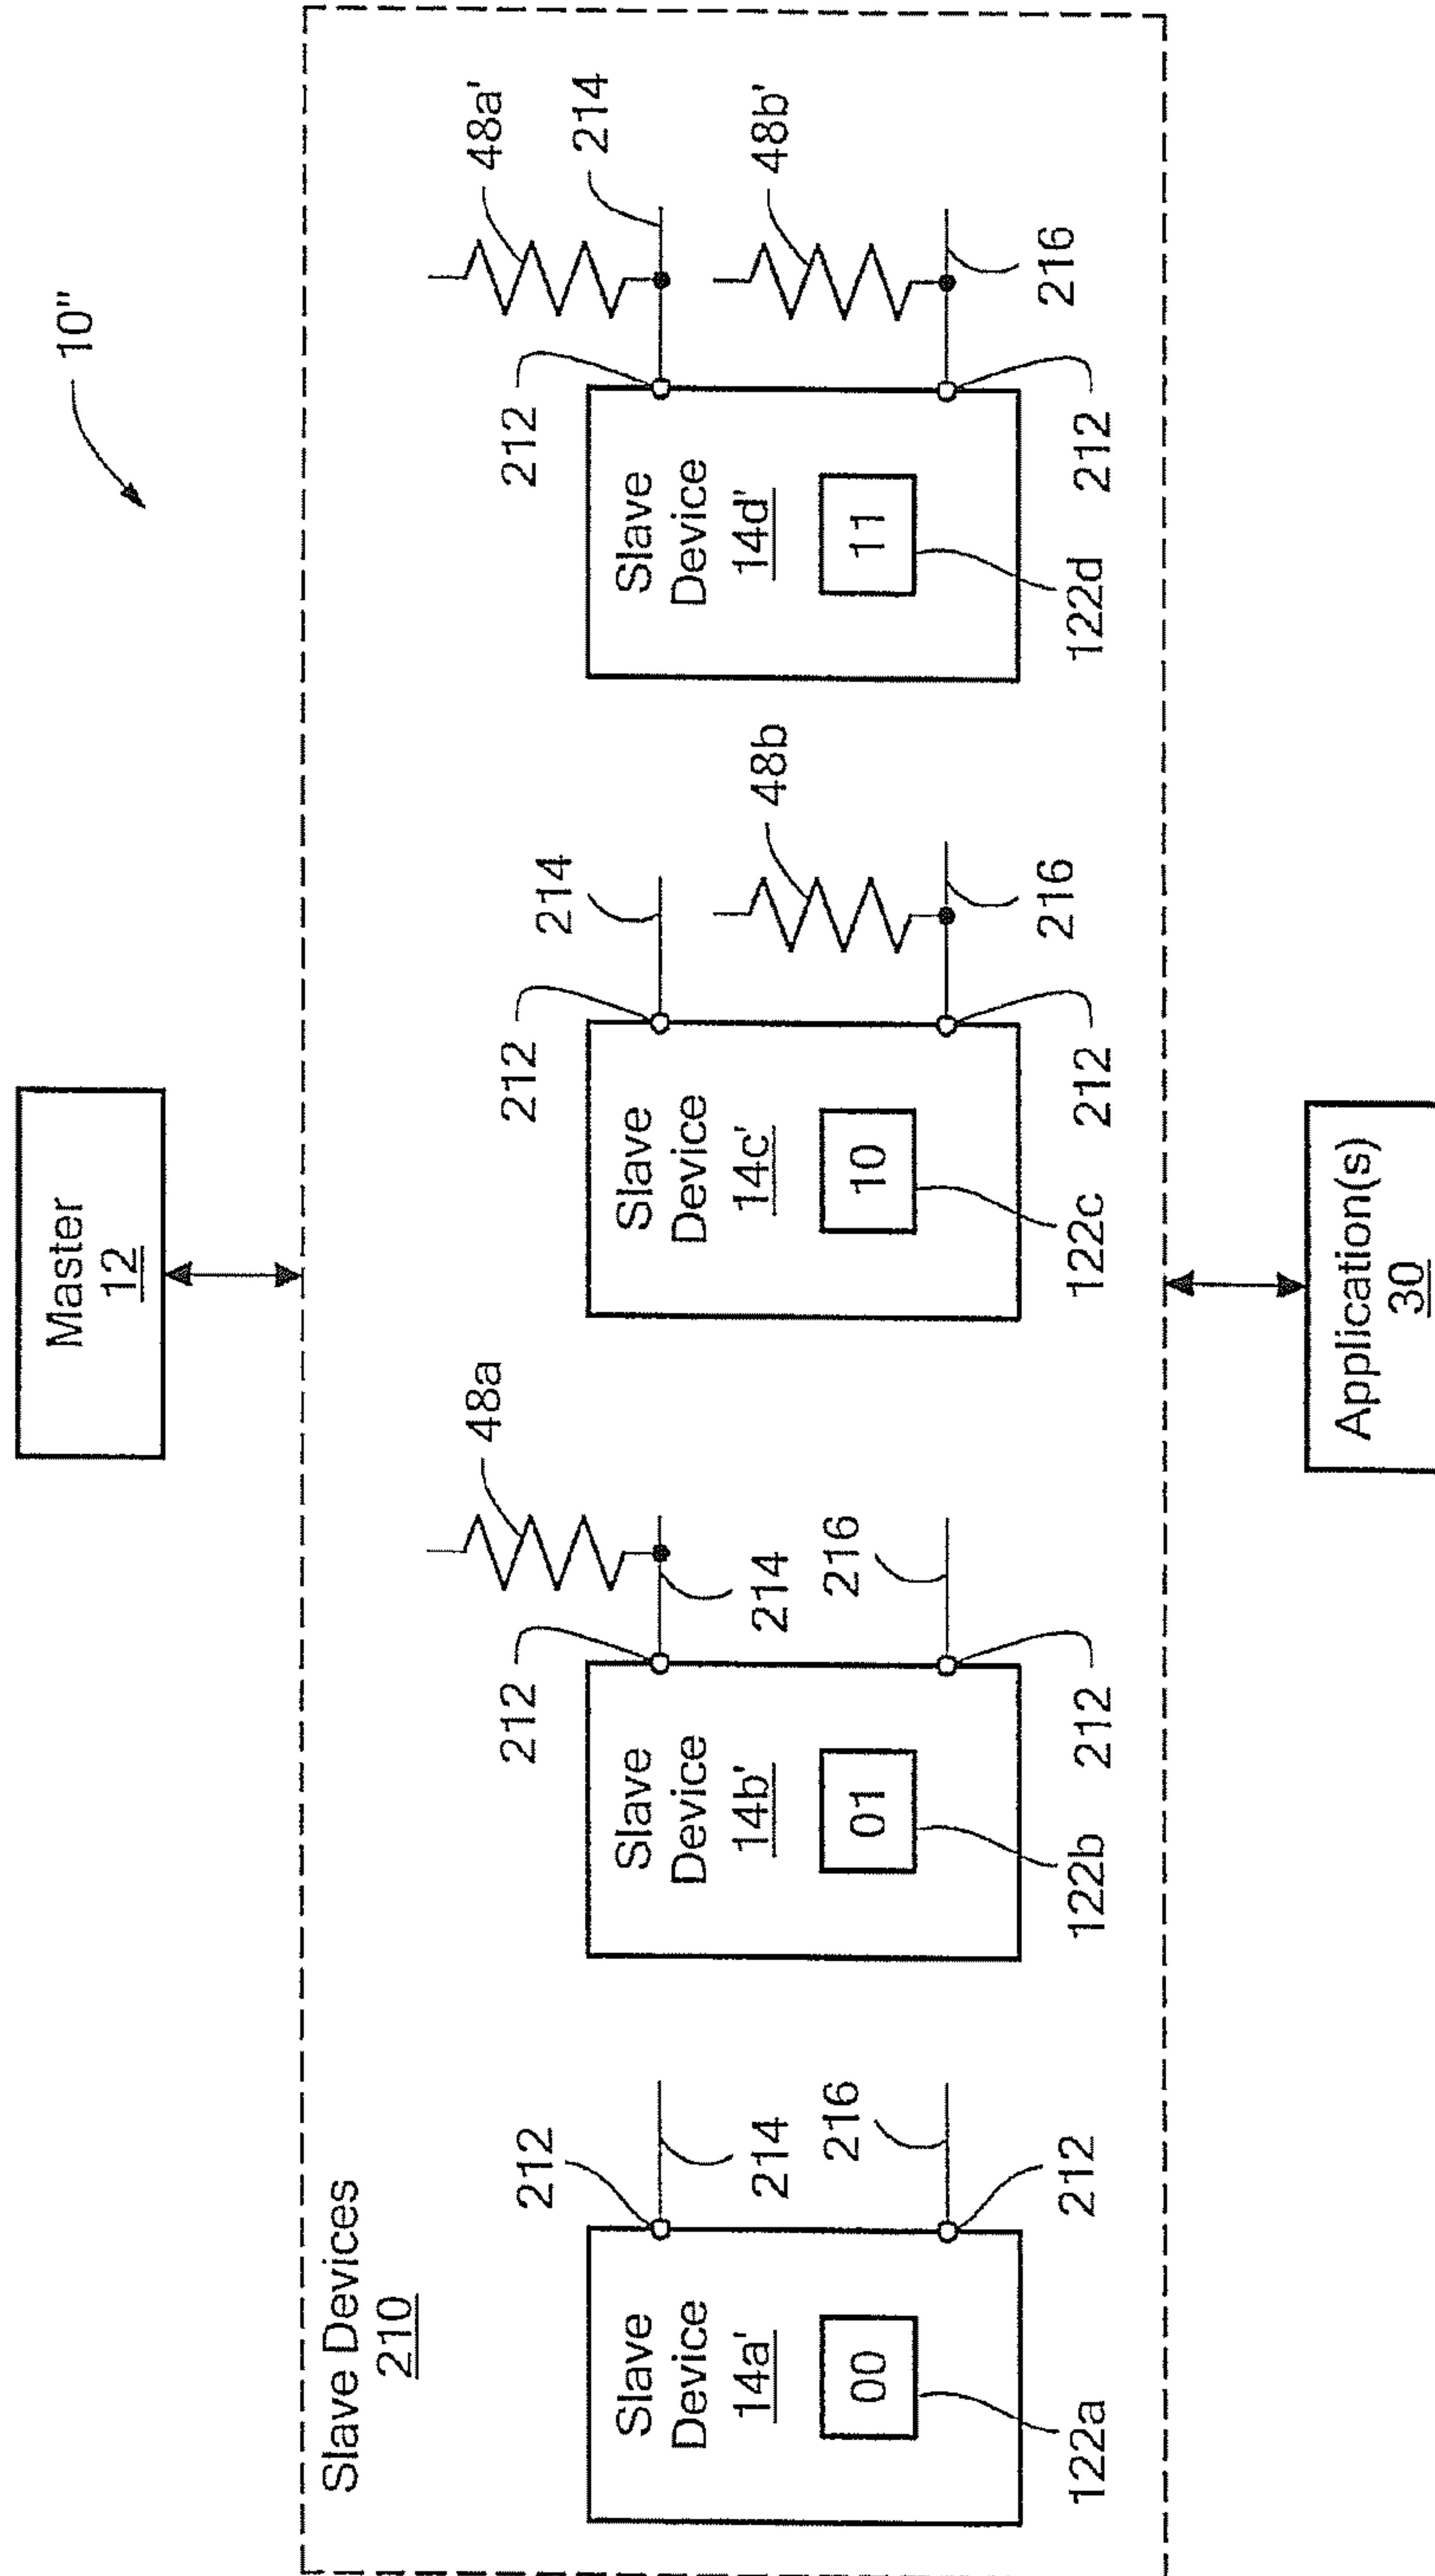 10"
Master
12
Slave Devices
210
48a
48a'
214
212
212
214
212
212
214
48b
48b'
Slave
Device
14a'
Slave
Device
14b'
Slave
Device
14c'
Slave
Device
14d'
214
214
216
216
00
01
10
11
216
216
122a
212
122b
212
122c
212
122d
212
Application(s)
30